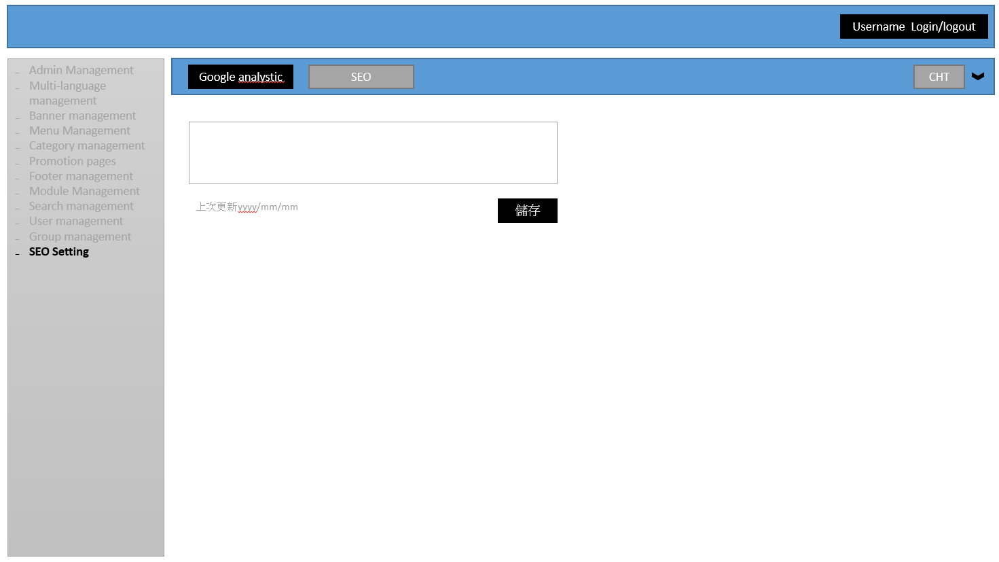 Username  Login/logout
Google analystic
SEO
CHT
Admin Management
Multi-language
management
Banner management
Menu Management
Category management
Promotion pages
Footer management
Module Management
Search management
User management
Group management
SEO Setting
上次更新yyyy/mm/mm
儲存